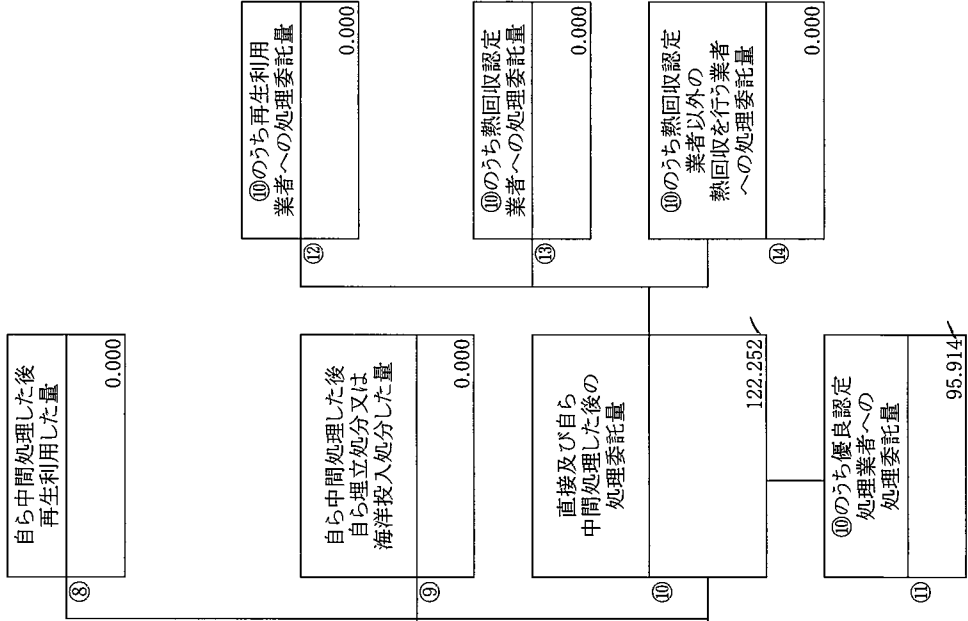 自ら中間処理した後
再生利用した量
⑧
0.000
自ら中間処理した後
自ら埋立処分又は
海洋投入処分した量
⑨
0.000
直接及び自ら
中間処理した後の
処理委託量
⑩
122.252
⑩のうち優良認定
処理業者への
処理委託量
⑪
95.914
⑩のうち再生利用
業者への処理委託量
⑫
0.000
⑩のうち熱回収認定
業者への処理委託量
⑬
0.000
⑩のうち熱回収認定
業者以外の
熱回収を行う業者
への処理委託量
⑭
0.000